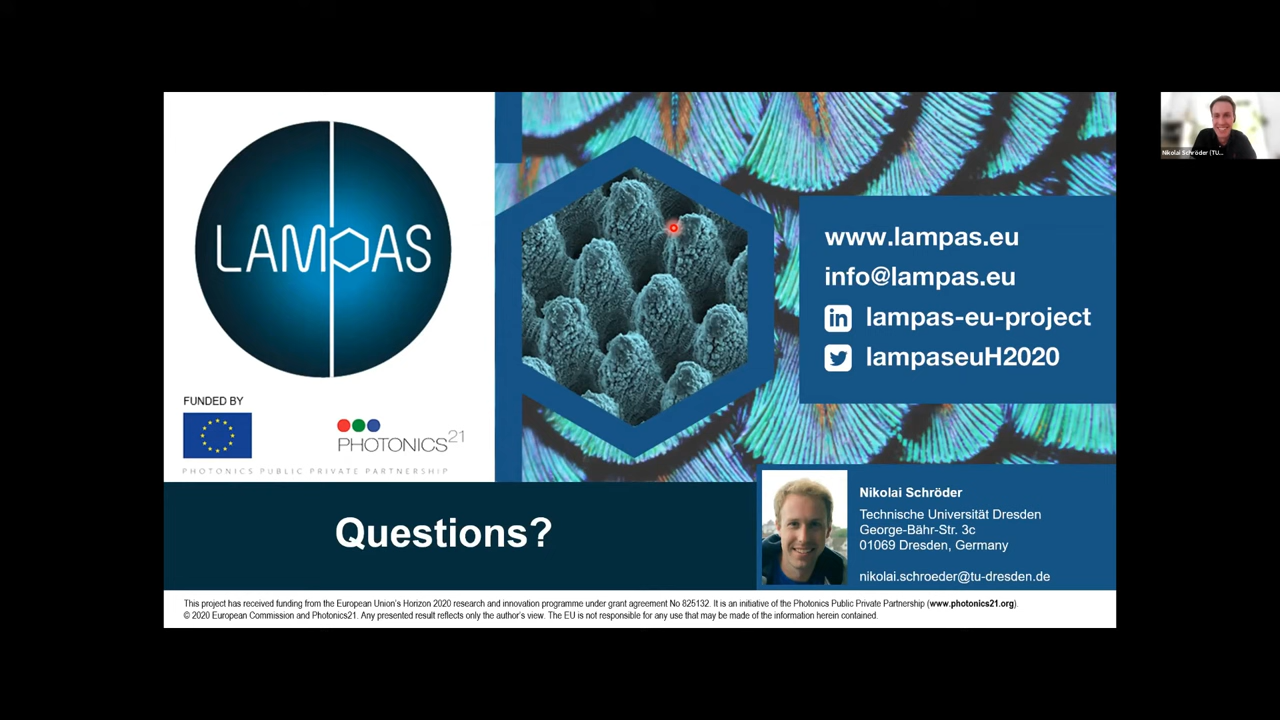 LAMPAS
FUNDED BY
PHOTONICS21
PHOTONICS PUBLIC PRIVATE PARTNERSHIP
www.lampas.eu
info@lampas.eu
in lampas-eu-project
lampaseuH2020
Questions?
Nikolai Schröder
Technische Universität Dresden
George-Bähr-Str. 3c
01069 Dresden, Germany
nikolai.schroeder@tu-dresden.de
This project has received funding from the European Union's Horizon 2020 research and innovation programme under grant agreement No 825132. It is an initiative of the Photonics Public Private Partnership (www.photonics21.org).
© 2020 European Commission and Photonics21. Any presented result reflects only the author's view. The EU is not responsible for any use that may be made of the information herein contained.
Nikolai Schröder (TU...